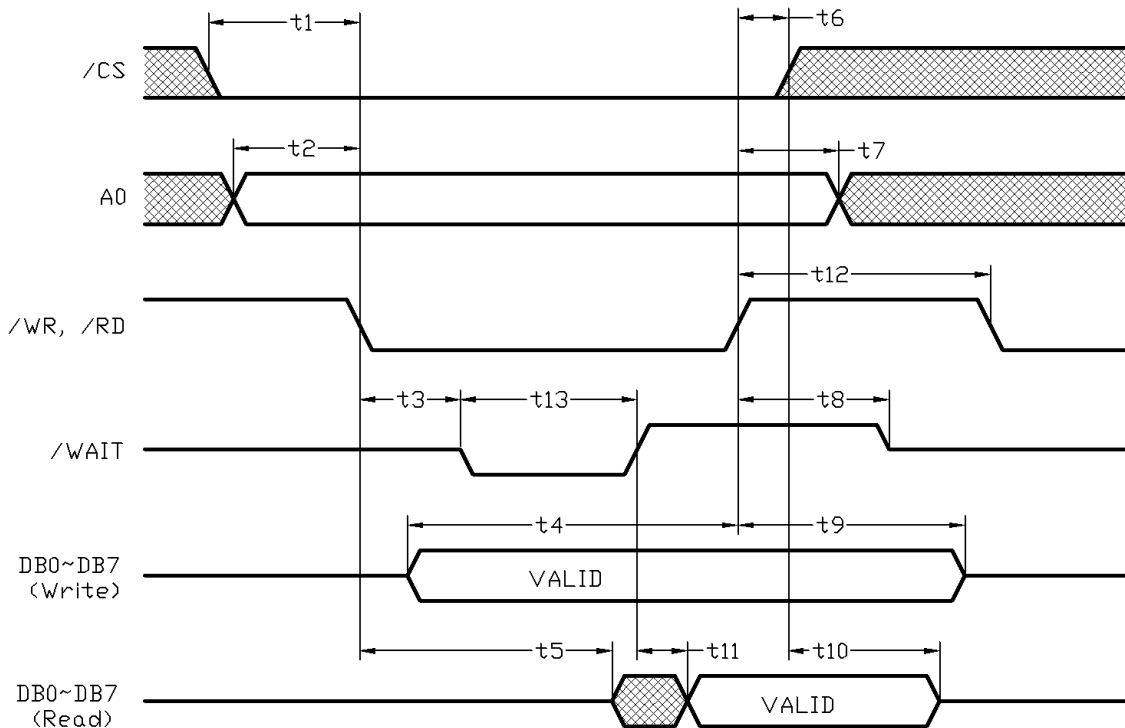 t1 t6
/CS
t2 t7
A0
t12
/WR, /RD
t3 t13 t8
/WAIT
t4 t9
DB0~DB7
(Write)
VALID
t5 t11 t10
DB0~DB7
(Read)
VALID